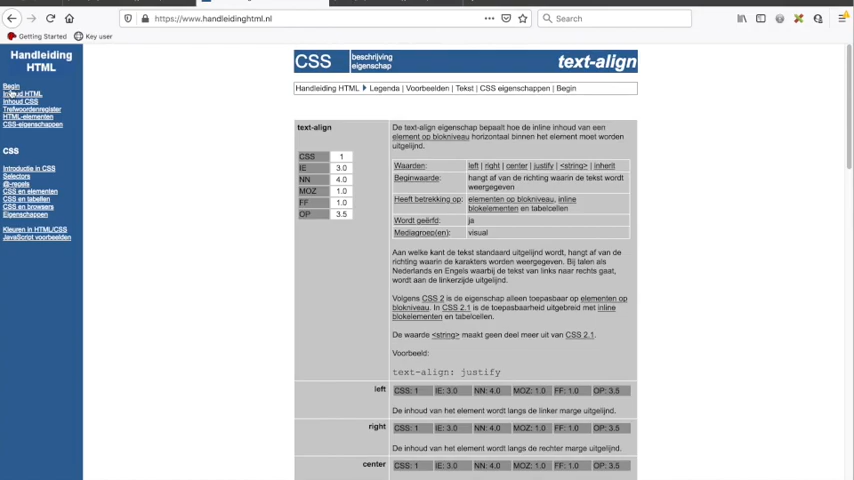 https://www.handleidinghtml.nl
Search
Getting Started
Key user
Handleiding
HTML
Begin
Inhoud HTML
Inhoud CSS
Trefwoordenregister
HTML-elementen
CSS-eigenschappen
CSS
Introductie in CSS
Selectors
@-regels
CSS en elementen
CSS en tabellen
CSS en browsers
Eigenschappen
Kleuren in HTML/CSS
JavaScript voorbeelden
CSS
beschrijving
eigenschap
text-align
Handleiding HTML
Legenda | Voorbeelden | Tekst | CSS eigenschappen | Begin
text-align
CSS 1
IE 3.0
NN 4.0
MOZ 1.0
FF 1.0
OP 3.5
De text-align eigenschap bepaalt hoe de inline inhoud van een
element op blokniveau horizontaal binnen het element moet worden
uitgelijnd.
Waarden: left | right | center | justify | <string> | inherit
Beginwaarde: hangt af van de richting waarin de tekst wordt
weergegeven
Heeft betrekking op: elementen op blokniveau, inline
blokelementen en tabelcellen
Wordt geërfd: ja
Mediagroep(en): visual
Aan welke kant de tekst standaard uitgelijnd wordt, hangt af van de
richting waarin de karakters worden weergegeven. Bij talen als
Nederlands en Engels waarbij de tekst van links naar rechts gaat,
wordt aan de linkerzijde uitgelijnd.
Volgens CSS 2 is de eigenschap alleen toepasbaar op elementen op
blokniveau. In CSS 2.1 is de toepasbaarheid uitgebreid met inline
blokelementen en tabelcellen.
De waarde <string> maakt geen deel meer uit van CSS 2.1.
Voorbeeld:
text-align: justify
left CSS: 1 IE: 3.0 NN: 4.0 MOZ: 1.0 FF: 1.0 OP: 3.5
De inhoud van het element wordt langs de linker marge uitgelijnd.
right CSS: 1 IE: 3.0 NN: 4.0 MOZ: 1.0 FF: 1.0 OP: 3.5
De inhoud van het element wordt langs de rechter marge uitgelijnd.
center CSS: 1 IE: 3.0 NN: 4.0 MOZ: 1.0 FF: 1.0 OP: 3.5